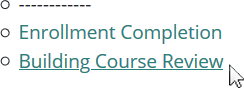 ------------
Enrollment Completion
Building Course Review